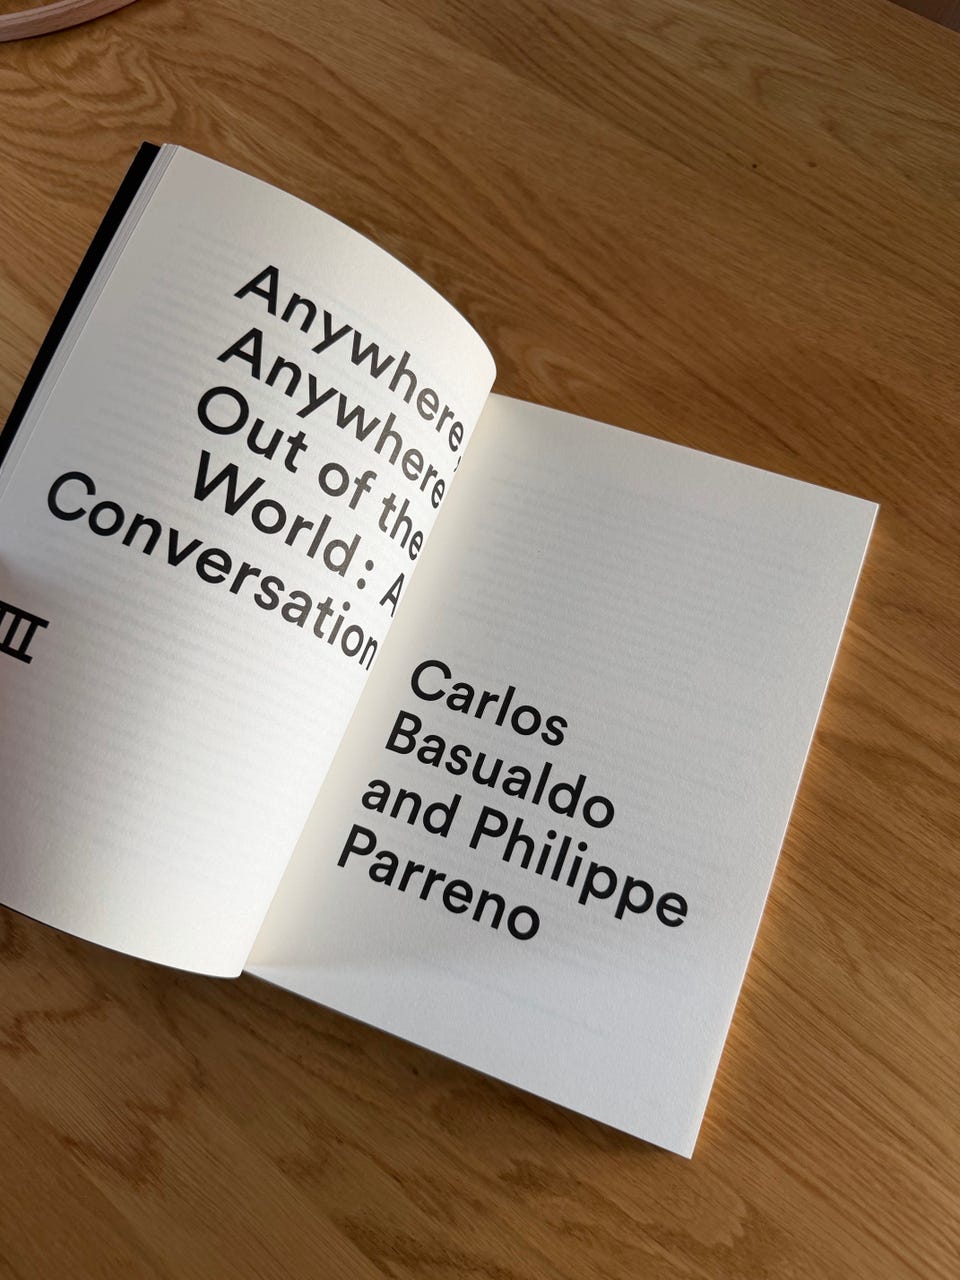 Anywhere,
Anywhere
Out of the
World: A
Conversation
III
Carlos
Basualdo
and Philippe
Parreno